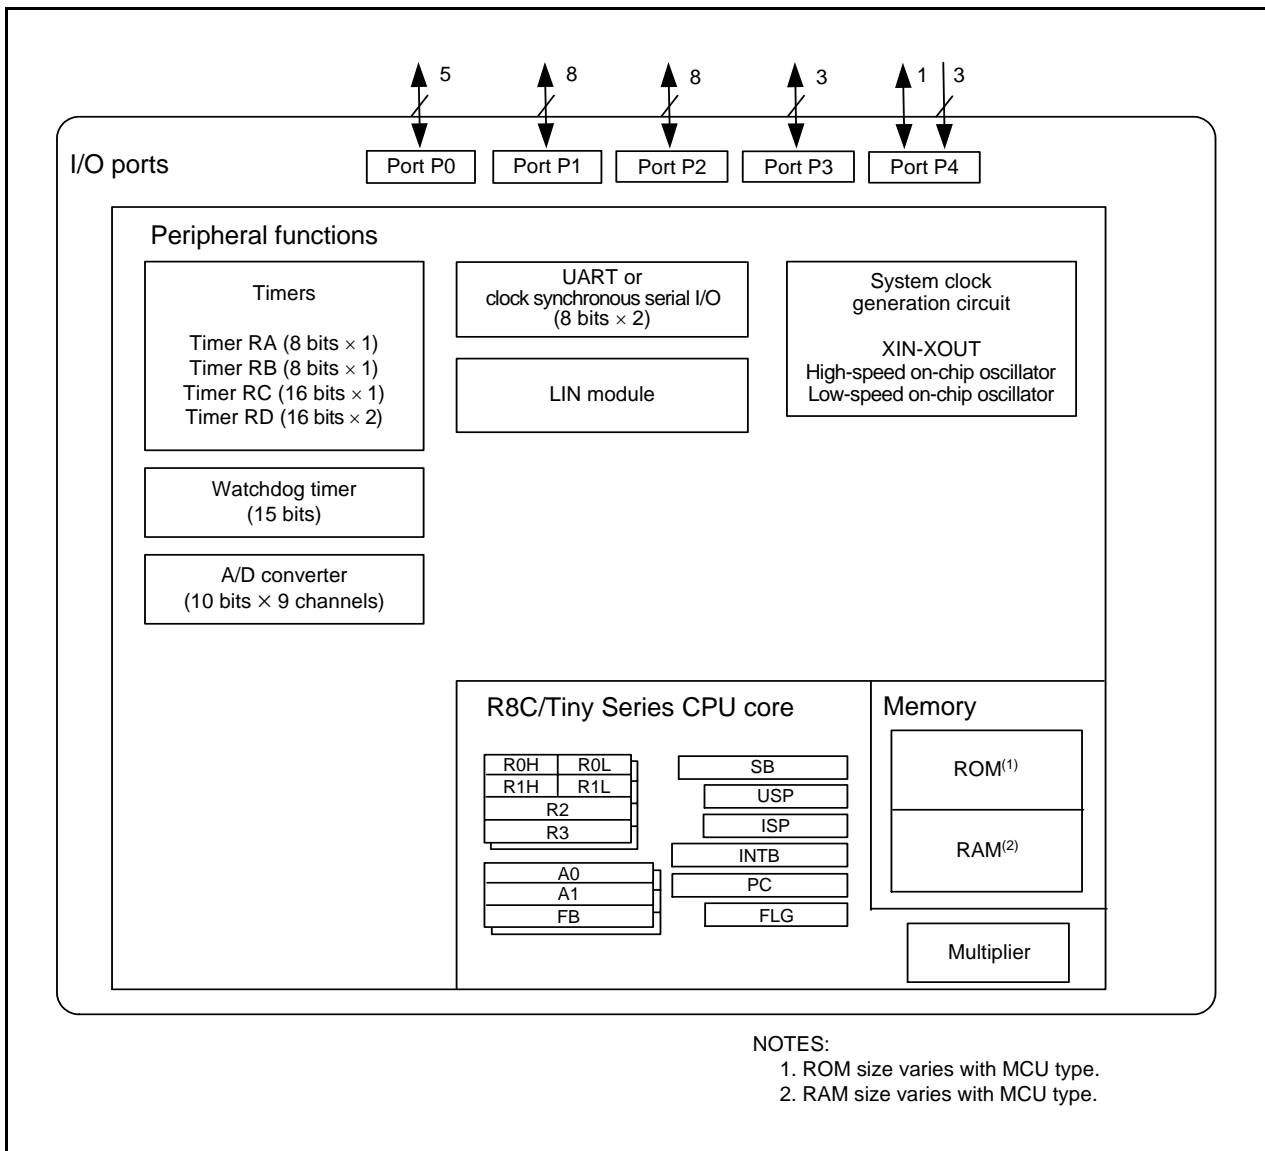 5 8 8 3 1 3
I/O ports
Port P0 Port P1 Port P2 Port P3 Port P4
Peripheral functions
Timers
Timer RA (8 bits × 1)
Timer RB (8 bits × 1)
Timer RC (16 bits × 1)
Timer RD (16 bits × 2)
UART or
clock synchronous serial I/O
(8 bits × 2)
System clock
generation circuit
XIN-XOUT
High-speed on-chip oscillator
Low-speed on-chip oscillator
LIN module
Watchdog timer
(15 bits)
A/D converter
(10 bits × 9 channels)
R8C/Tiny Series CPU core
R0H R0L
R1H R1L
R2
R3
A0
A1
FB
SB
USP
ISP
INTB
PC
FLG
Memory
ROM(1)
RAM(2)
Multiplier
NOTES:
1. ROM size varies with MCU type.
2. RAM size varies with MCU type.